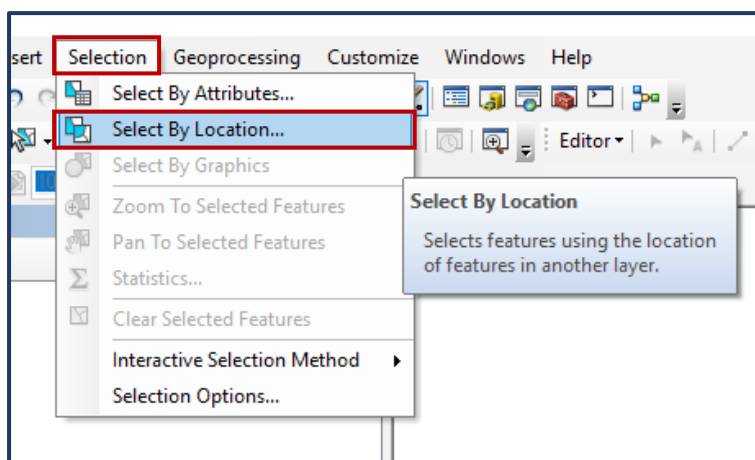 sert Selection Geoprocessing Customize Windows Help
Select By Attributes...
Select By Location...
Editor
Select By Graphics
10
Zoom To Selected Features
Select By Location
Pan To Selected Features
Selects features using the location
of features in another layer.
Statistics...
Clear Selected Features
Interactive Selection Method
Selection Options...